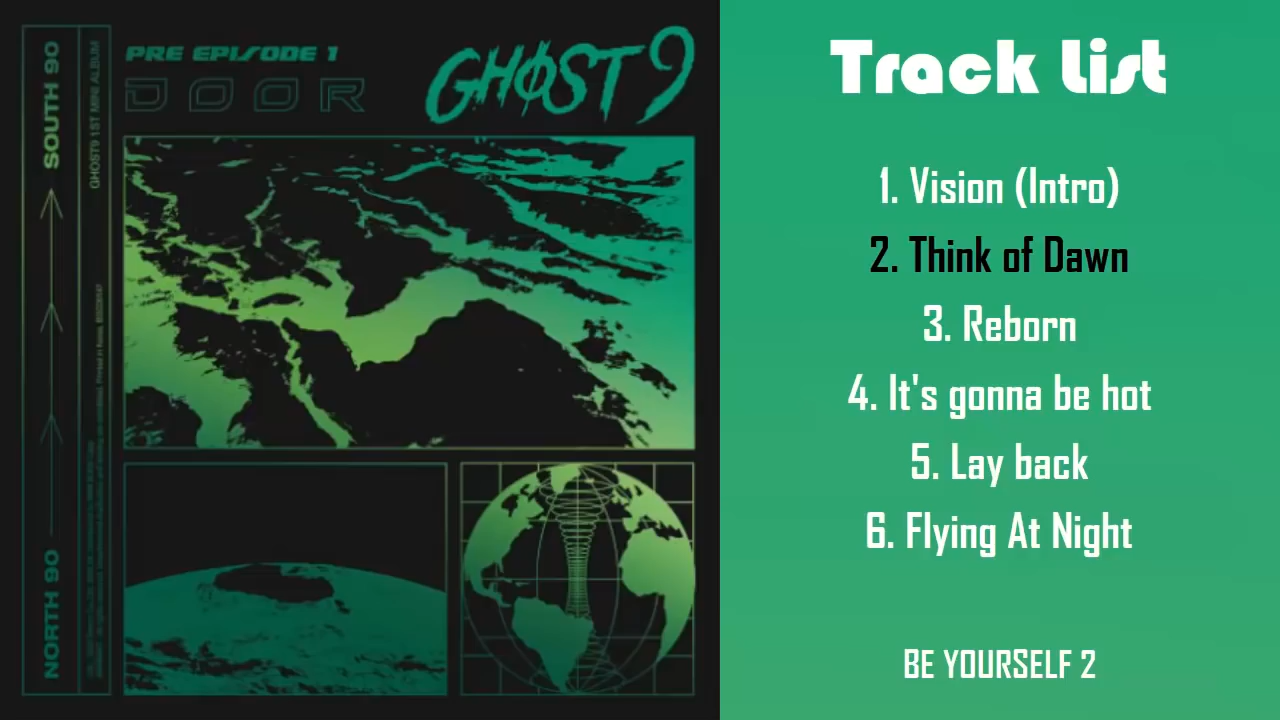 SOUTH 90
NORTH 90
GHOST9 1ST MINI ALBUM
PRE EPISODE 1
DOOR
GHOST9
Track List
1. Vision (Intro)
2. Think of Dawn
3. Reborn
4. It's gonna be hot
5. Lay back
6. Flying At Night
BE YOURSELF 2